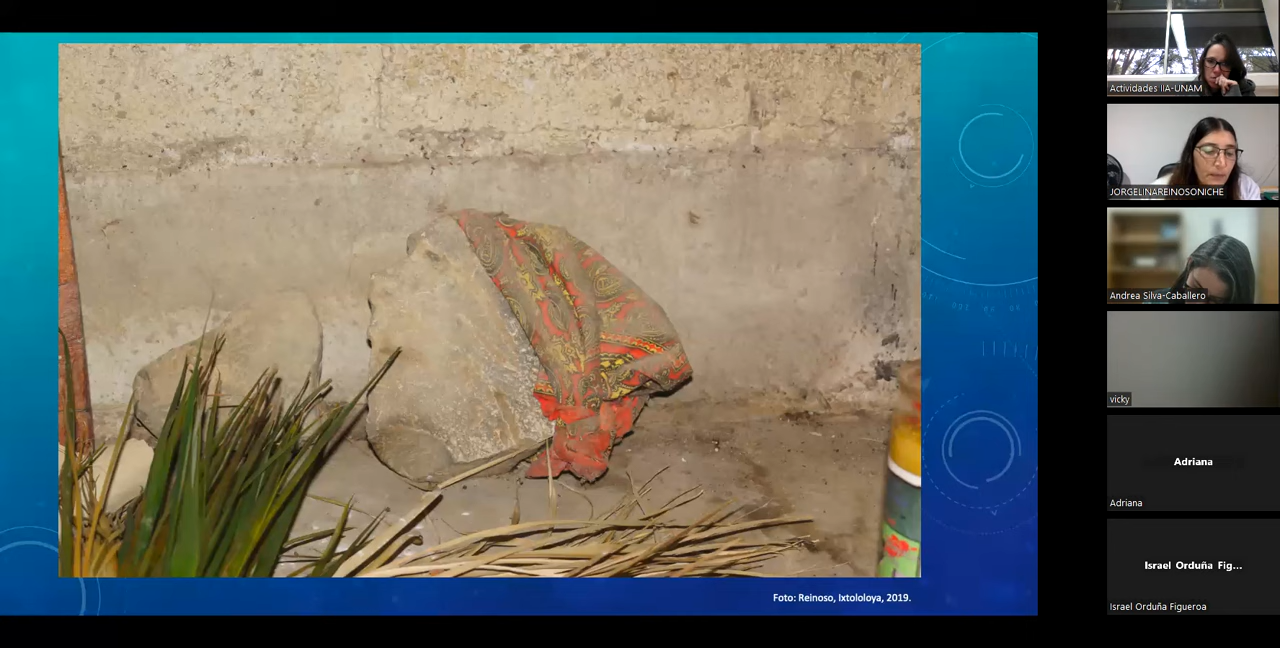 Foto: Reinoso, Ixtololoya, 2019.
Actividades IIA-UNAM
JORGELINAREINOSONICHE
Andrea Silva-Caballero
vicky
Adriana
Adriana
Israel Orduña Fig...
Israel Orduña Figueroa